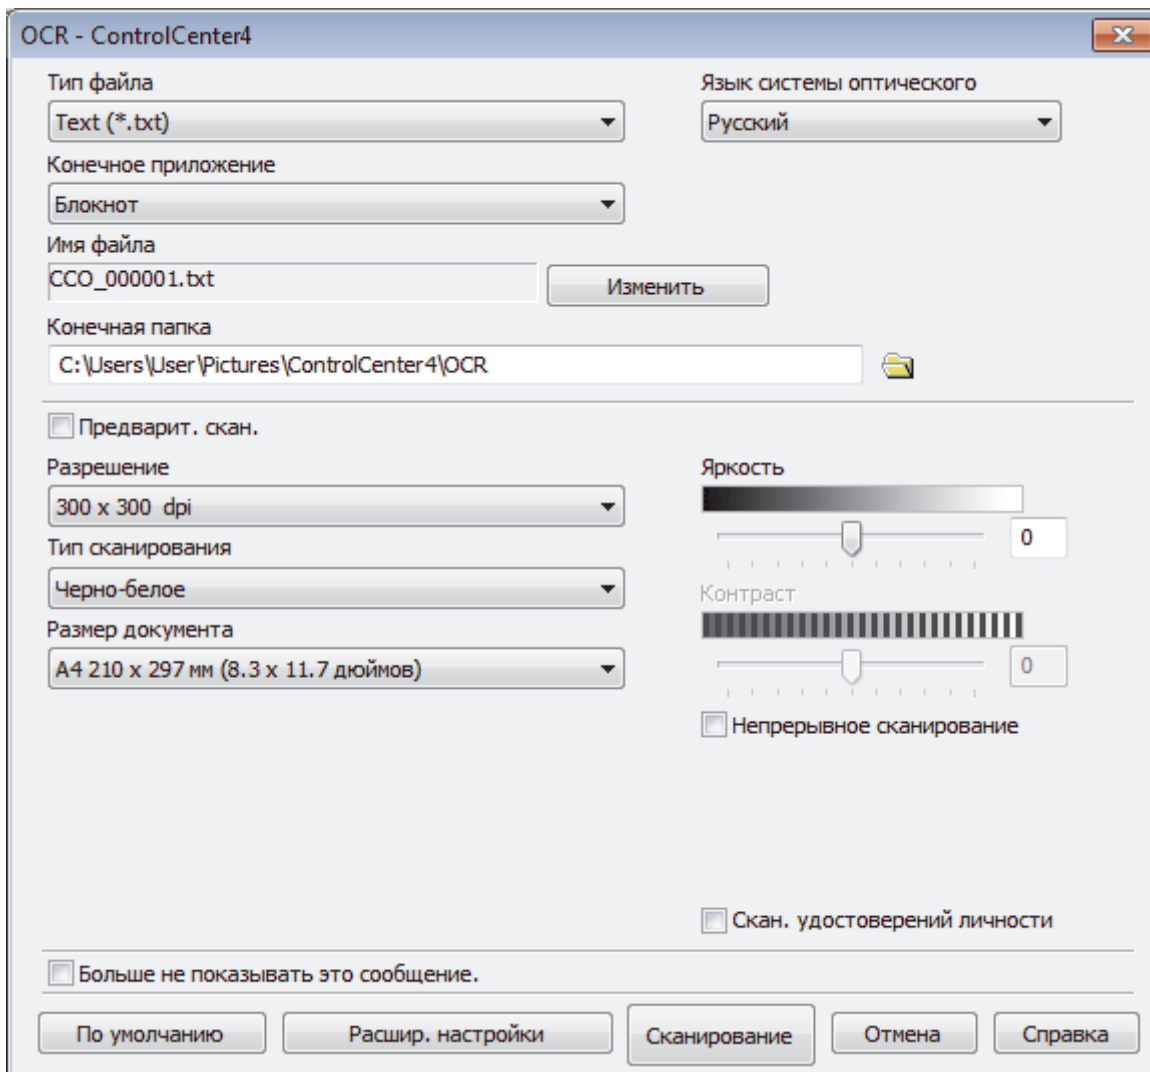 OCR - ControlCenter4
Тип файла
Язык системы оптического
Text (*.txt)
Русский
Конечное приложение
Блокнот
Имя файла
CCO_000001.txt
Изменить
Конечная папка
C:\Users\User\Pictures\ControlCenter4\OCR
Предварит. скан.
Разрешение
Яркость
300 x 300 dpi
0
Тип сканирования
Черно-белое
Контраст
Размер документа
A4 210 x 297 мм (8.3 x 11.7 дюймов)
0
Непрерывное сканирование
Скан. удостоверений личности
Больше не показывать это сообщение.
По умолчанию
Расшир. настройки
Сканирование
Отмена
Справка